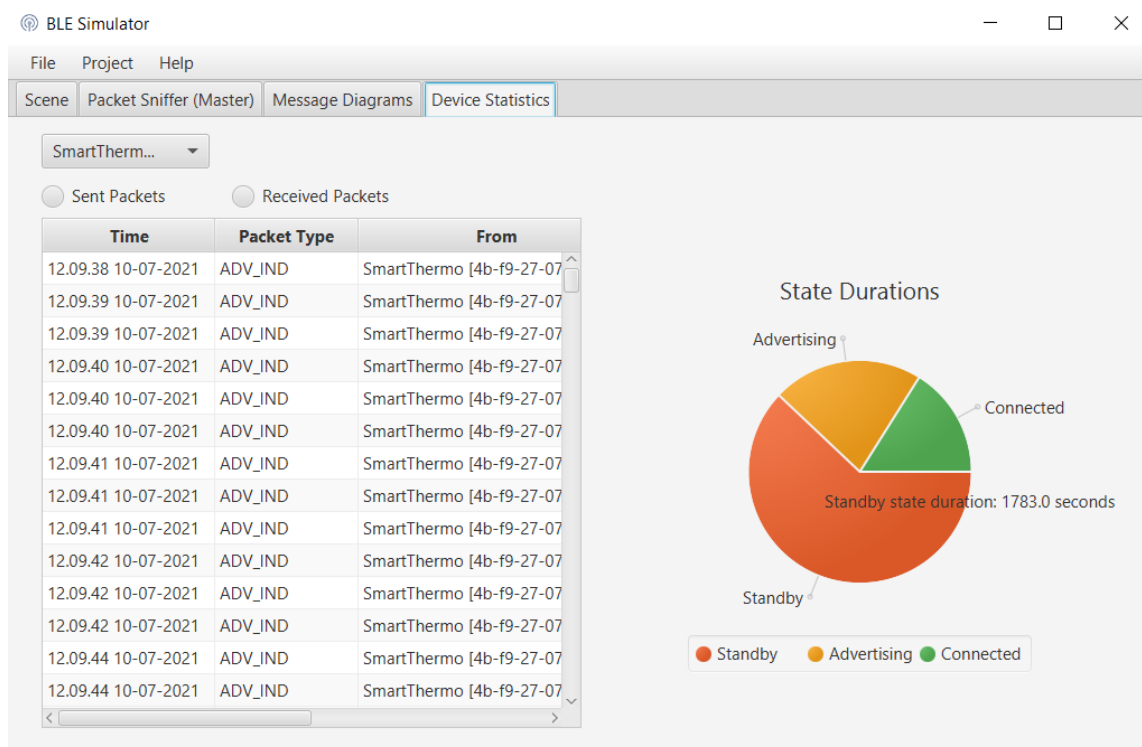 BLE Simulator
File Project Help
Scene Packet Sniffer (Master) Message Diagrams Device Statistics
SmartTherm...
Sent Packets Received Packets
Time Packet Type From
12.09.38 10-07-2021 ADV_IND SmartThermo [4b-f9-27-07
12.09.39 10-07-2021 ADV_IND SmartThermo [4b-f9-27-07
12.09.39 10-07-2021 ADV_IND SmartThermo [4b-f9-27-07
12.09.40 10-07-2021 ADV_IND SmartThermo [4b-f9-27-07
12.09.40 10-07-2021 ADV_IND SmartThermo [4b-f9-27-07
12.09.40 10-07-2021 ADV_IND SmartThermo [4b-f9-27-07
12.09.41 10-07-2021 ADV_IND SmartThermo [4b-f9-27-07
12.09.41 10-07-2021 ADV_IND SmartThermo [4b-f9-27-07
12.09.41 10-07-2021 ADV_IND SmartThermo [4b-f9-27-07
12.09.42 10-07-2021 ADV_IND SmartThermo [4b-f9-27-07
12.09.42 10-07-2021 ADV_IND SmartThermo [4b-f9-27-07
12.09.42 10-07-2021 ADV_IND SmartThermo [4b-f9-27-07
12.09.44 10-07-2021 ADV_IND SmartThermo [4b-f9-27-07
12.09.44 10-07-2021 ADV_IND SmartThermo [4b-f9-27-07
State Durations
Advertising
Connected
Standby state duration: 1783.0 seconds
Standby
Standby Advertising Connected